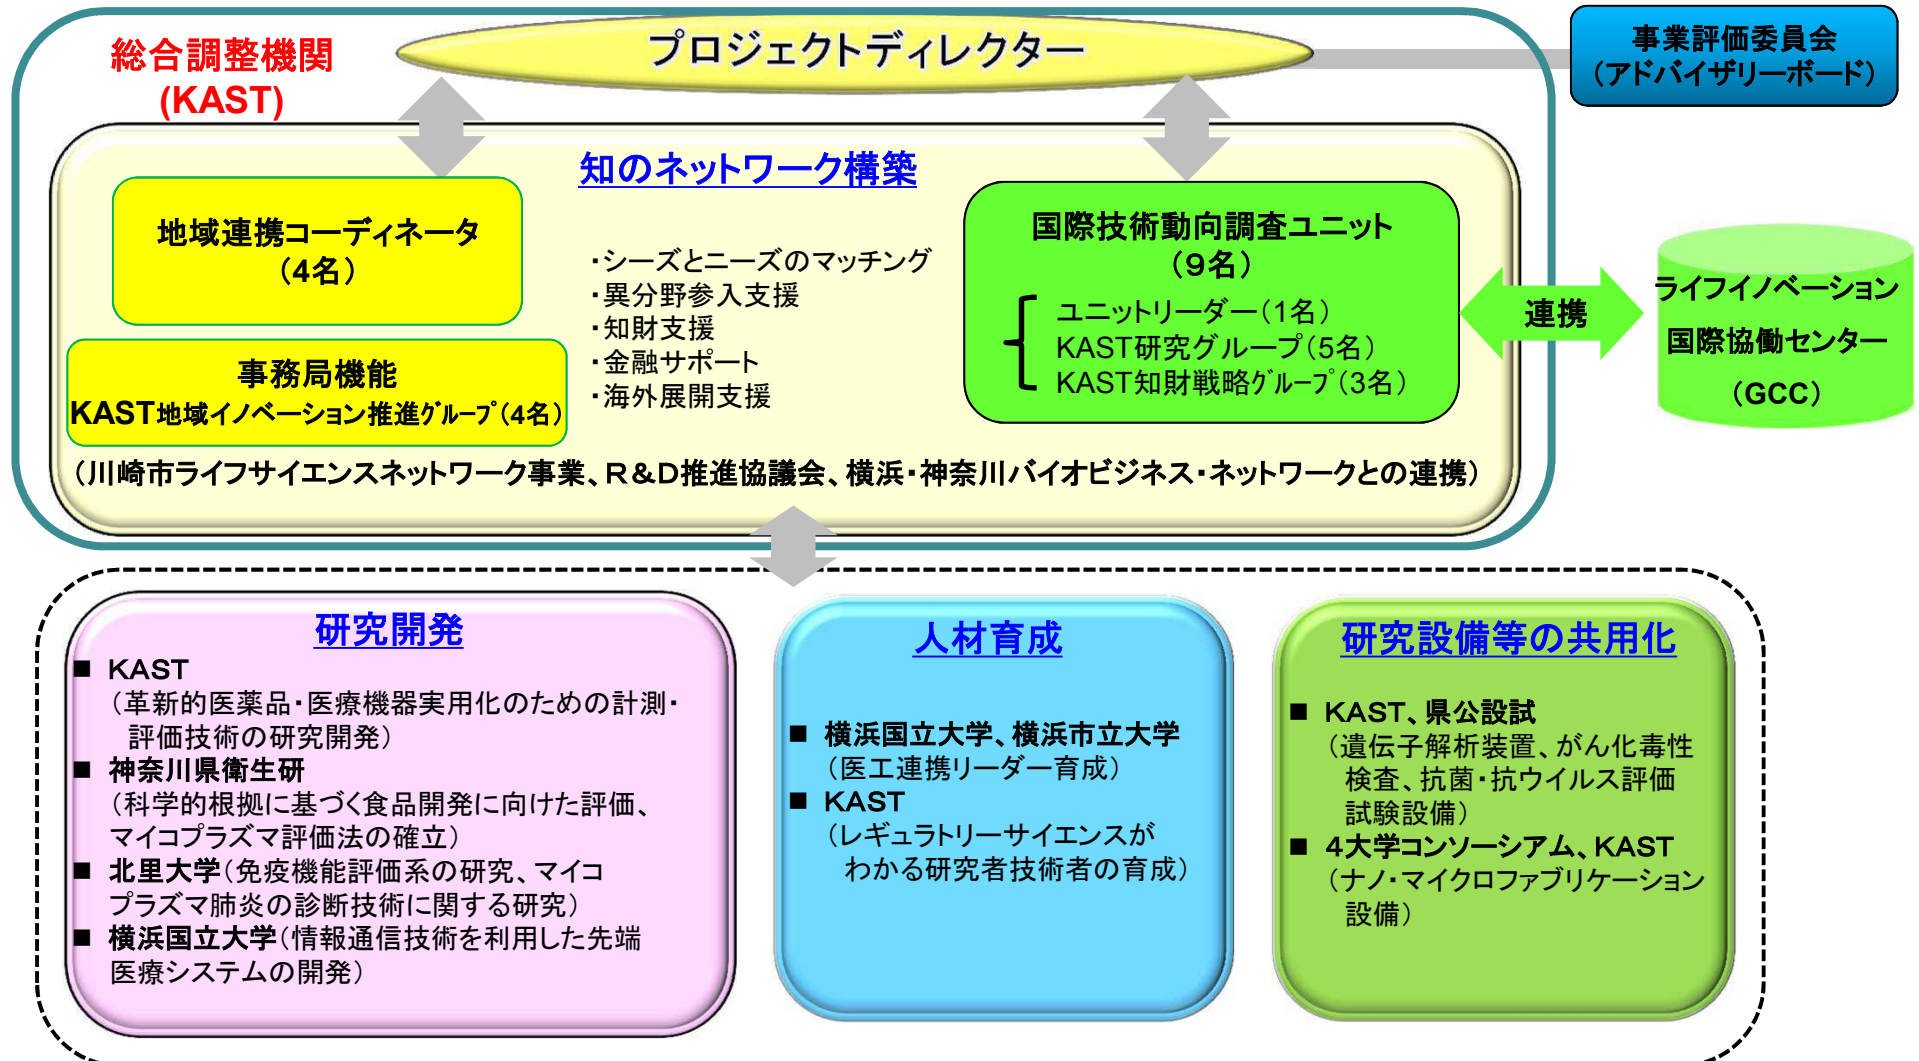 総合調整機関
(KAST)
プロジェクトディレクター
事業評価委員会
（アドバイザリーボード）
知のネットワーク構築
地域連携コーディネータ
（4名）
事務局機能
KAST地域イノベーション推進ｸﾞﾙｰﾌﾟ（4名）
・シーズとニーズのマッチング
・異分野参入支援
・知財支援
・金融サポート
・海外展開支援
国際技術動向調査ユニット
（９名）
ユニットリーダー（1名）
KAST研究グループ（5名）
KAST知財戦略ｸﾞﾙｰﾌﾟ（3名）
連携
ライフイノベーション
国際協働センター
（GCC）
（川崎市ライフサイエンスネットワーク事業、Ｒ＆Ｄ推進協議会、横浜・神奈川バイオビジネス・ネットワークとの連携）
研究開発
■ KAST
（革新的医薬品・医療機器実用化のための計測・
評価技術の研究開発）
■ 神奈川県衛生研
（科学的根拠に基づく食品開発に向けた評価、
マイコプラズマ評価法の確立）
■ 北里大学（免疫機能評価系の研究、マイコ
プラズマ肺炎の診断技術に関する研究）
■ 横浜国立大学（情報通信技術を利用した先端
医療システムの開発）
人材育成
■ 横浜国立大学、横浜市立大学
（医工連携リーダー育成）
■ KAST
（レギュラトリーサイエンスが
わかる研究者技術者の育成）
研究設備等の共用化
■ KAST、県公設試
（遺伝子解析装置、がん化毒性
検査、抗菌・抗ウイルス評価
試験設備）
■ ４大学コンソーシアム、KAST
（ナノ・マイクロファブリケーション
設備）